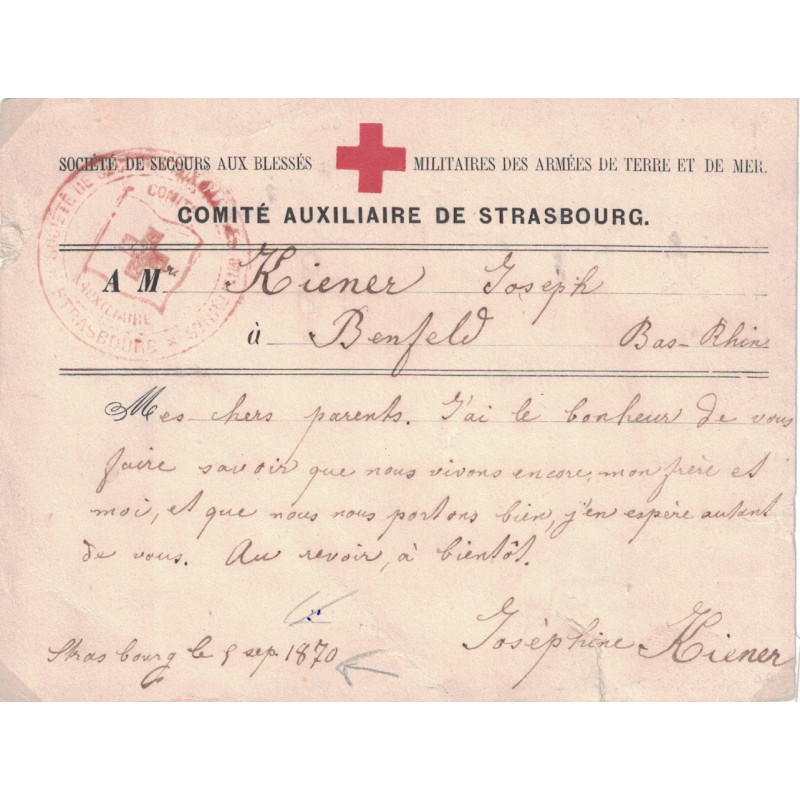 SOCIÉTÉ DE SECOURS AUX BLESSÉS MILITAIRES DES ARMÉES DE TERRE ET DE MER.
COMITÉ AUXILIAIRE DE STRASBOURG.
COMITÉ
AUXILIAIRE
STRASBOURG
A Mr Kiener Joseph
à Benfeld Bas-Rhin
Mes chers parents. J'ai le bonheur de vous
faire savoir que nous vivons encore, mon frère et
moi, et que nous nous portons bien, j'en espère autant
de vous. Au revoir, à bientôt.
Joséphine Kiener
Strasbourg le 9 sep. 1870